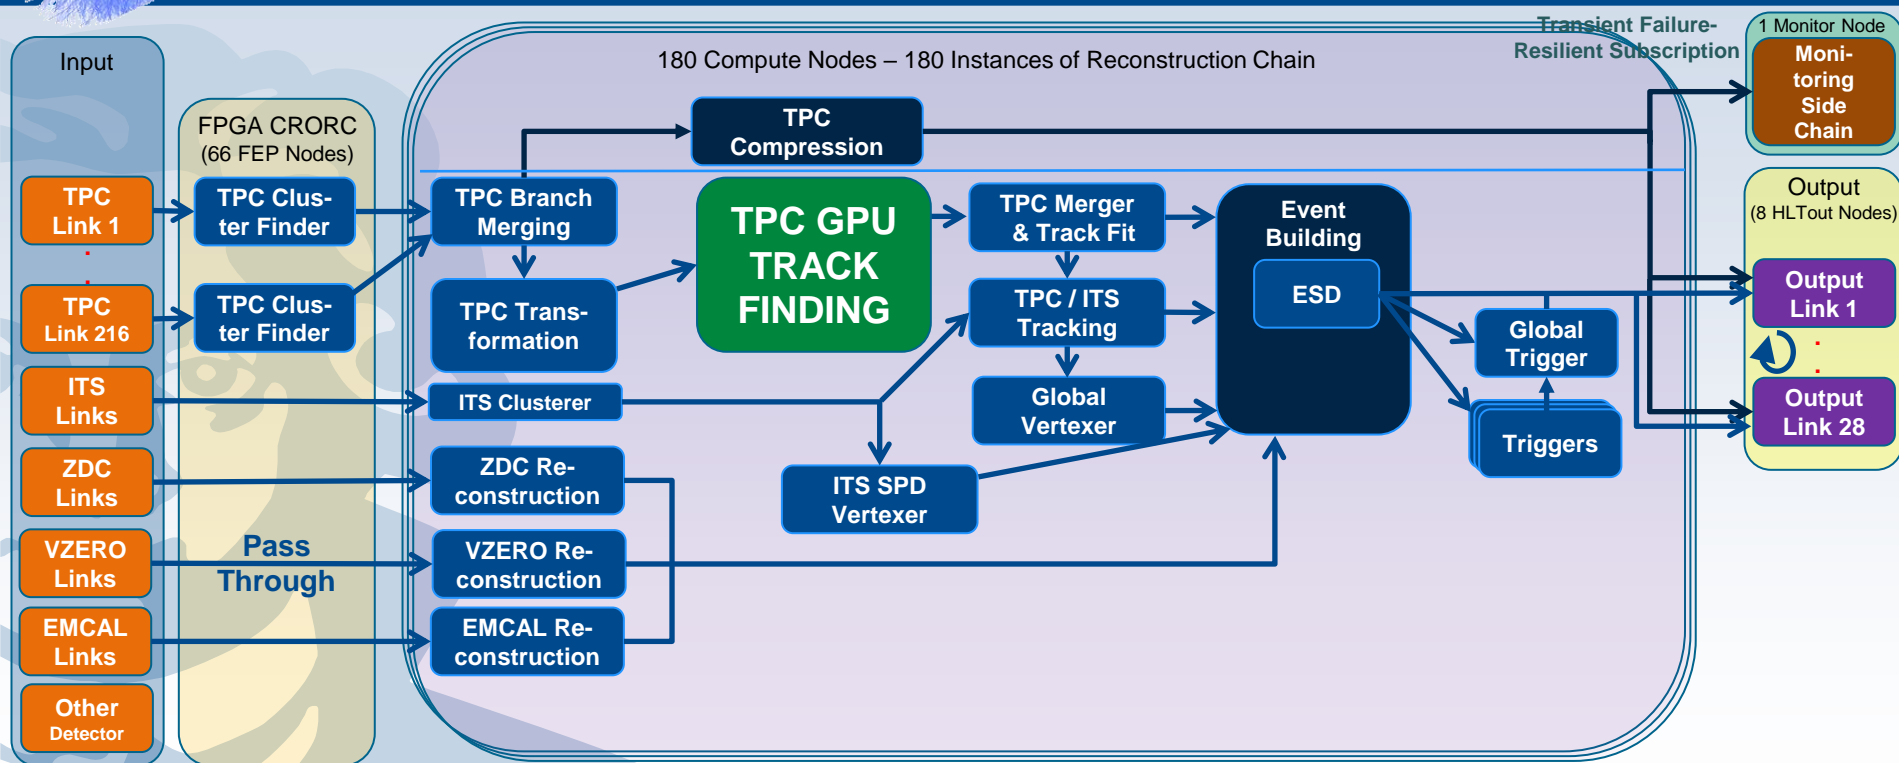 Input
TPC
Link 1
.
.
TPC
Link 216
ITS
Links
ZDC
Links
VZERO
Links
EMCAL
Links
Other
Detector
FPGA CRORC
(66 FEP Nodes)
TPC Clus-
ter Finder
TPC Clus-
ter Finder
Pass
Through
180 Compute Nodes – 180 Instances of Reconstruction Chain
TPC
Compression
TPC Branch
Merging
TPC Trans-
formation
ITS Clusterer
ZDC Re-
construction
VZERO Re-
construction
EMCAL Re-
construction
TPC GPU
TRACK
FINDING
TPC Merger
& Track Fit
TPC / ITS
Tracking
Global
Vertexer
ITS SPD
Vertexer
Event
Building
ESD
Global
Trigger
Triggers
Transient Failure-
Resilient Subscription
1 Monitor Node
Moni-
toring
Side
Chain
Output
(8 HLTout Nodes)
Output
Link 1
.
.
Output
Link 28